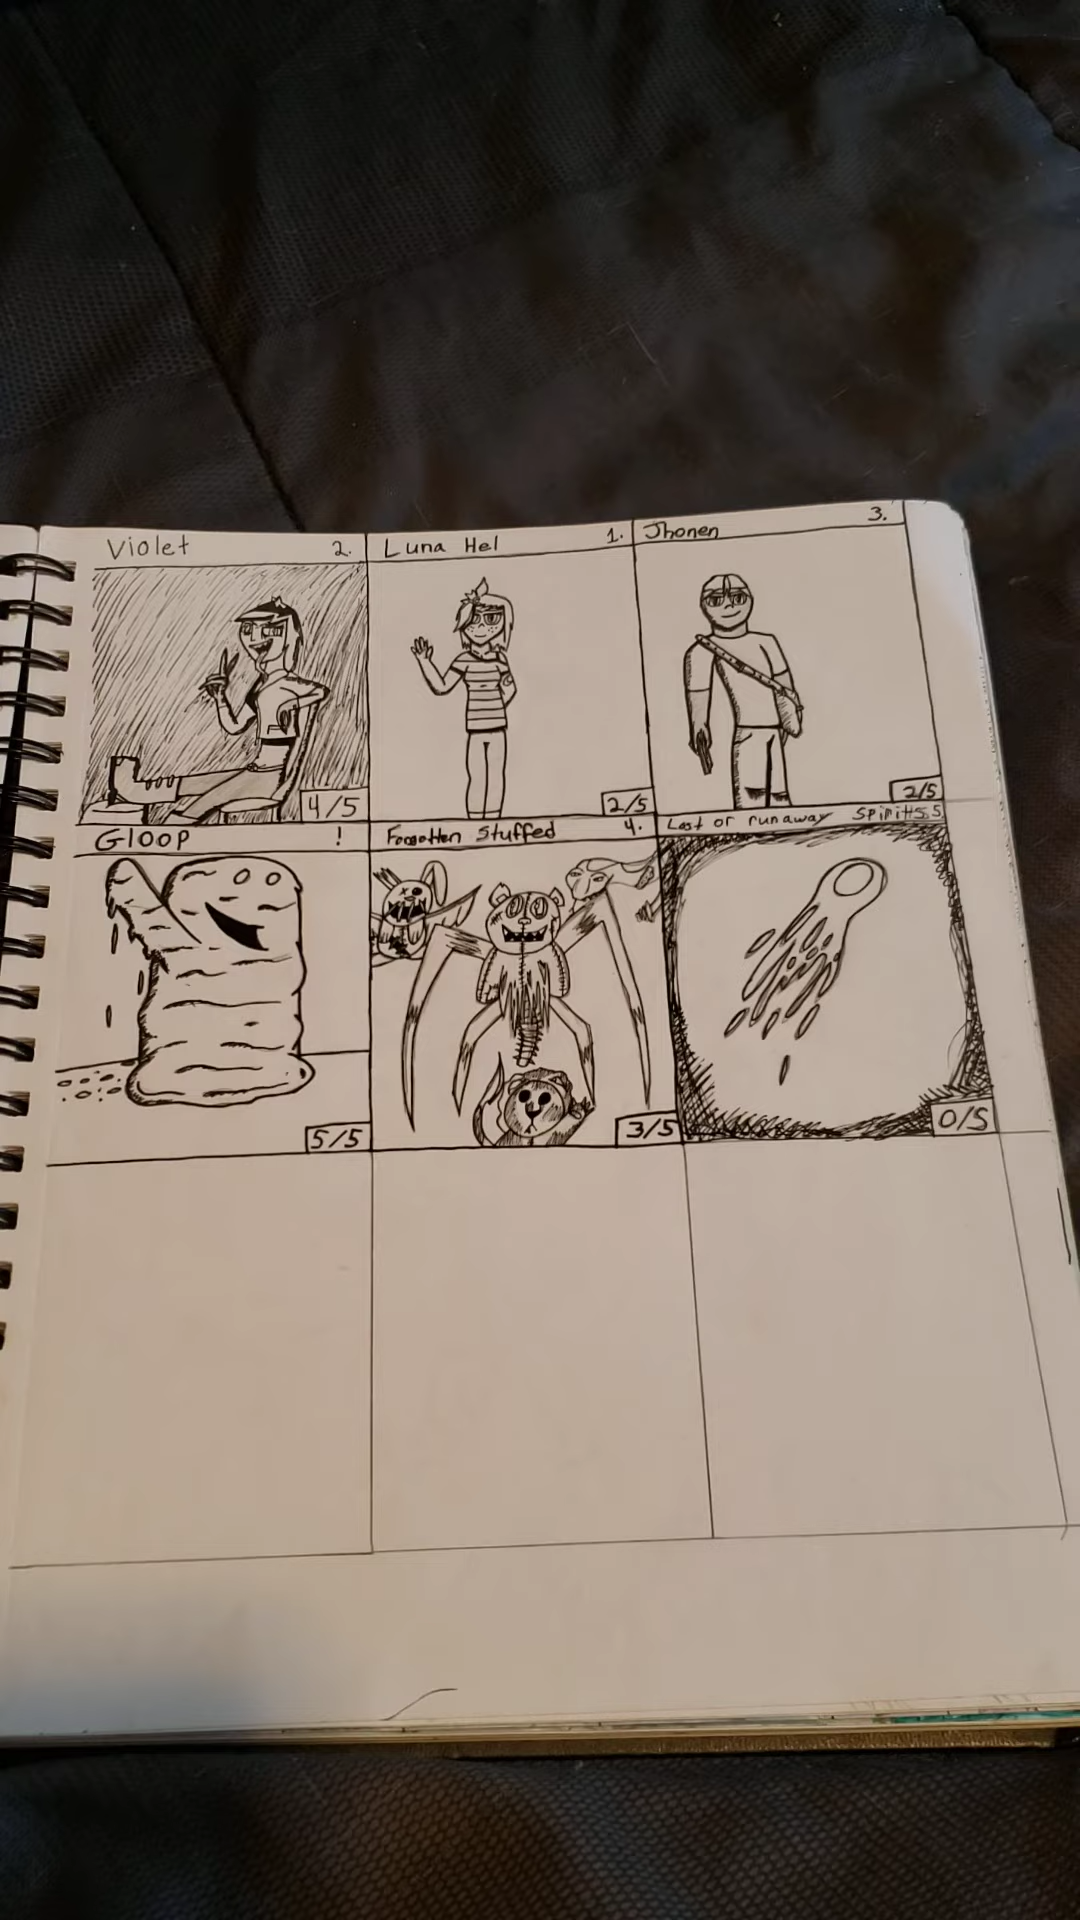 Violet 2.
Luna Hel 1.
Jhonen 3.
4/5
2/5
2/5
Gloop !
Forgotten Stuffed 4.
Lost or runaway Spirits 5.
5/5
3/5
0/5